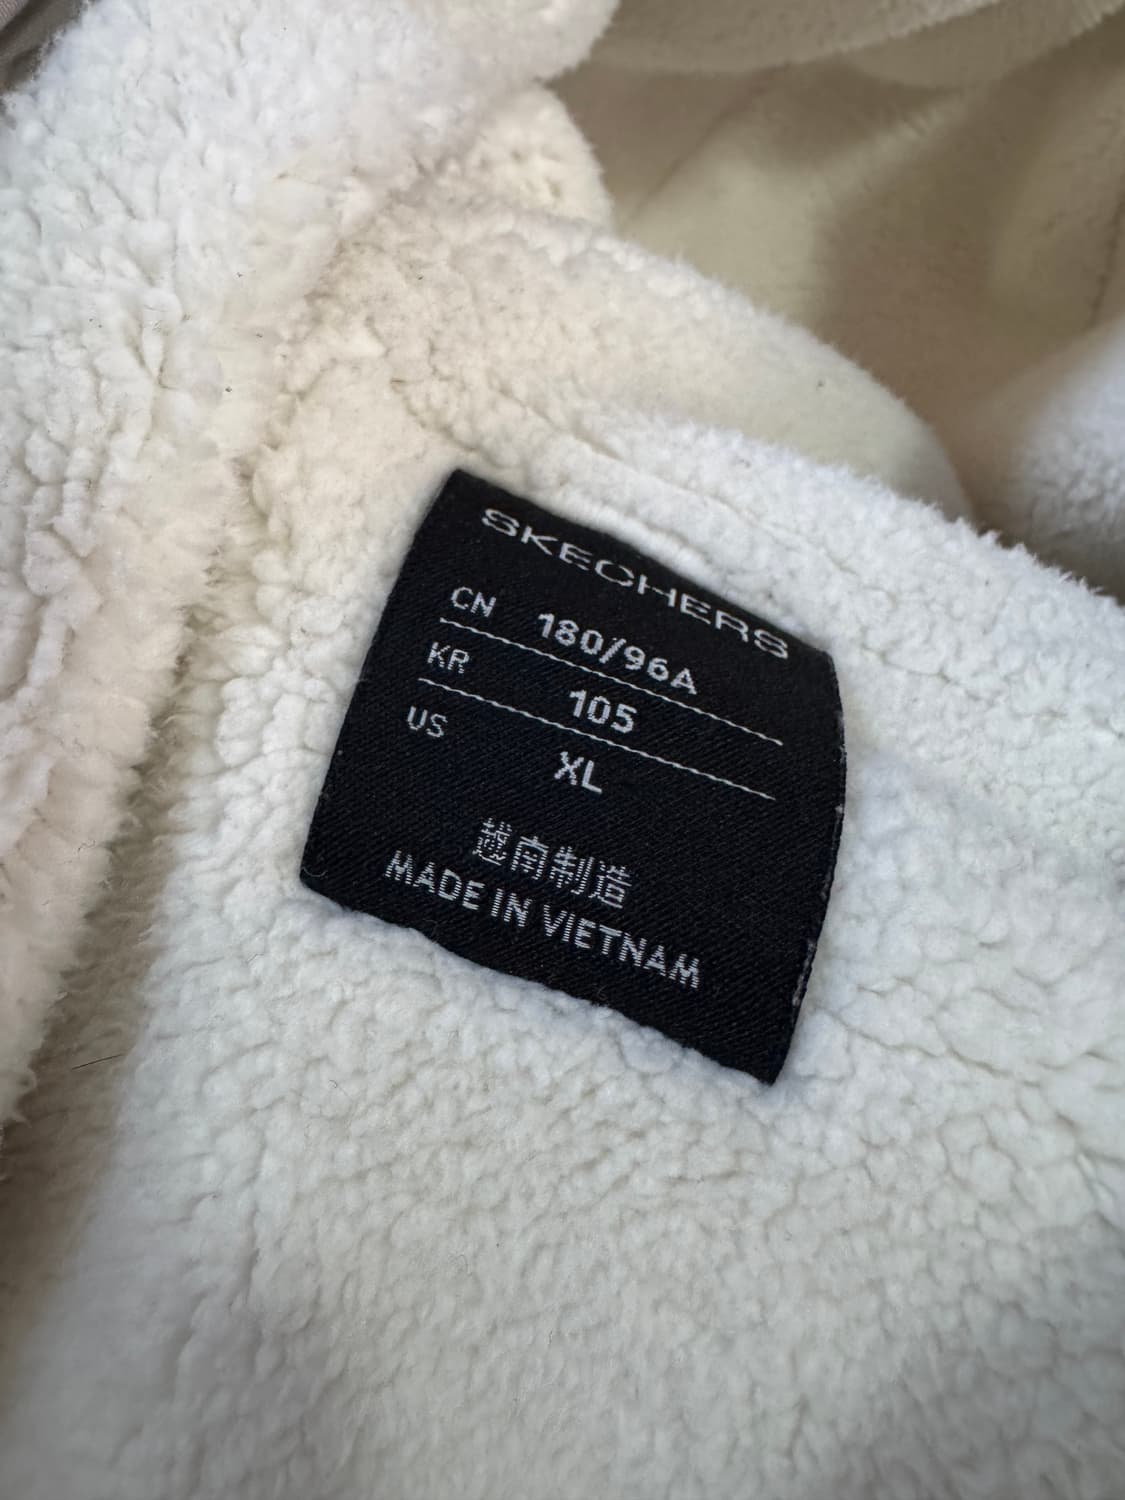 SKECHERS
CN 180/96A
KR 105
US XL
越南制造
MADE IN VIETNAM